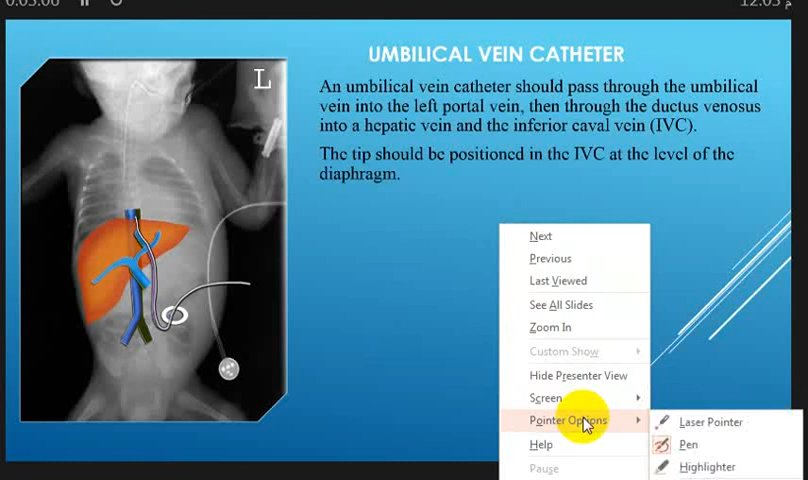 0:03:06
12:05 م
UMBILICAL VEIN CATHETER
An umbilical vein catheter should pass through the umbilical
vein into the left portal vein, then through the ductus venosus
into a hepatic vein and the inferior caval vein (IVC).
The tip should be positioned in the IVC at the level of the
diaphragm.
L
Next
Previous
Last Viewed
See All Slides
Zoom In
Custom Show
Hide Presenter View
Screen
Pointer Options
Help
Pause
Laser Pointer
Pen
Highlighter